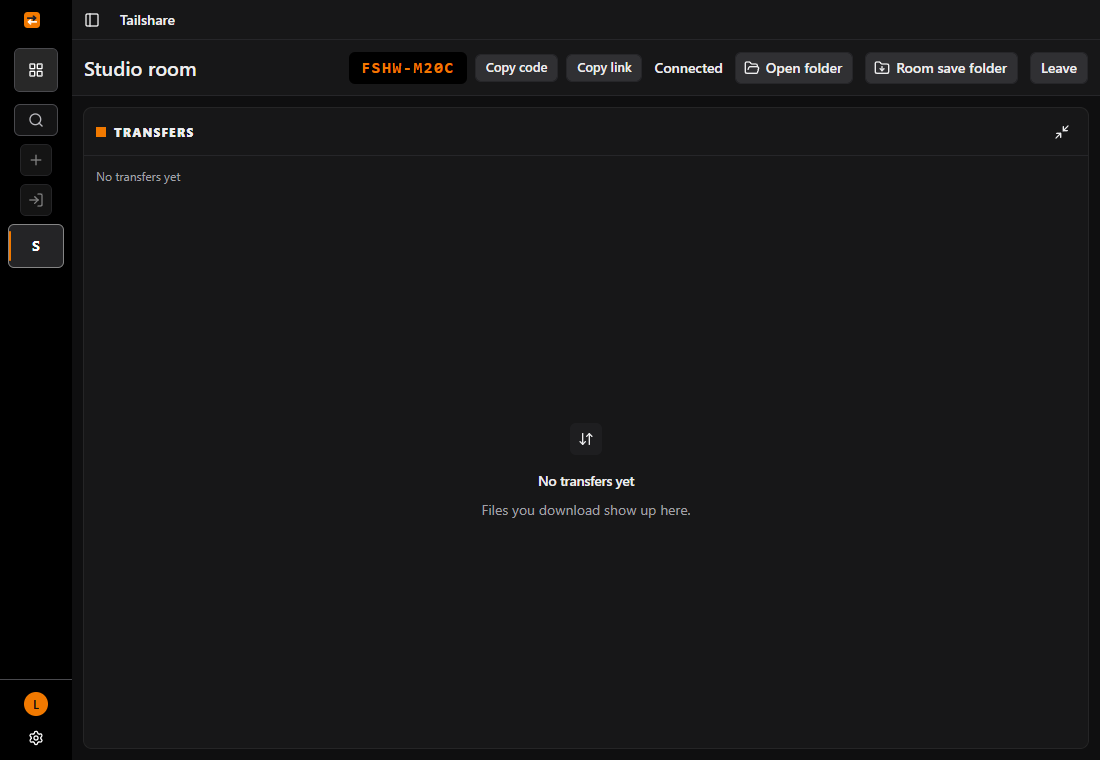 Tailshare
Studio room
FSHW-M20C
Copy code
Copy link
Connected
Open folder
Room save folder
Leave
TRANSFERS
No transfers yet
S
No transfers yet
Files you download show up here.
L